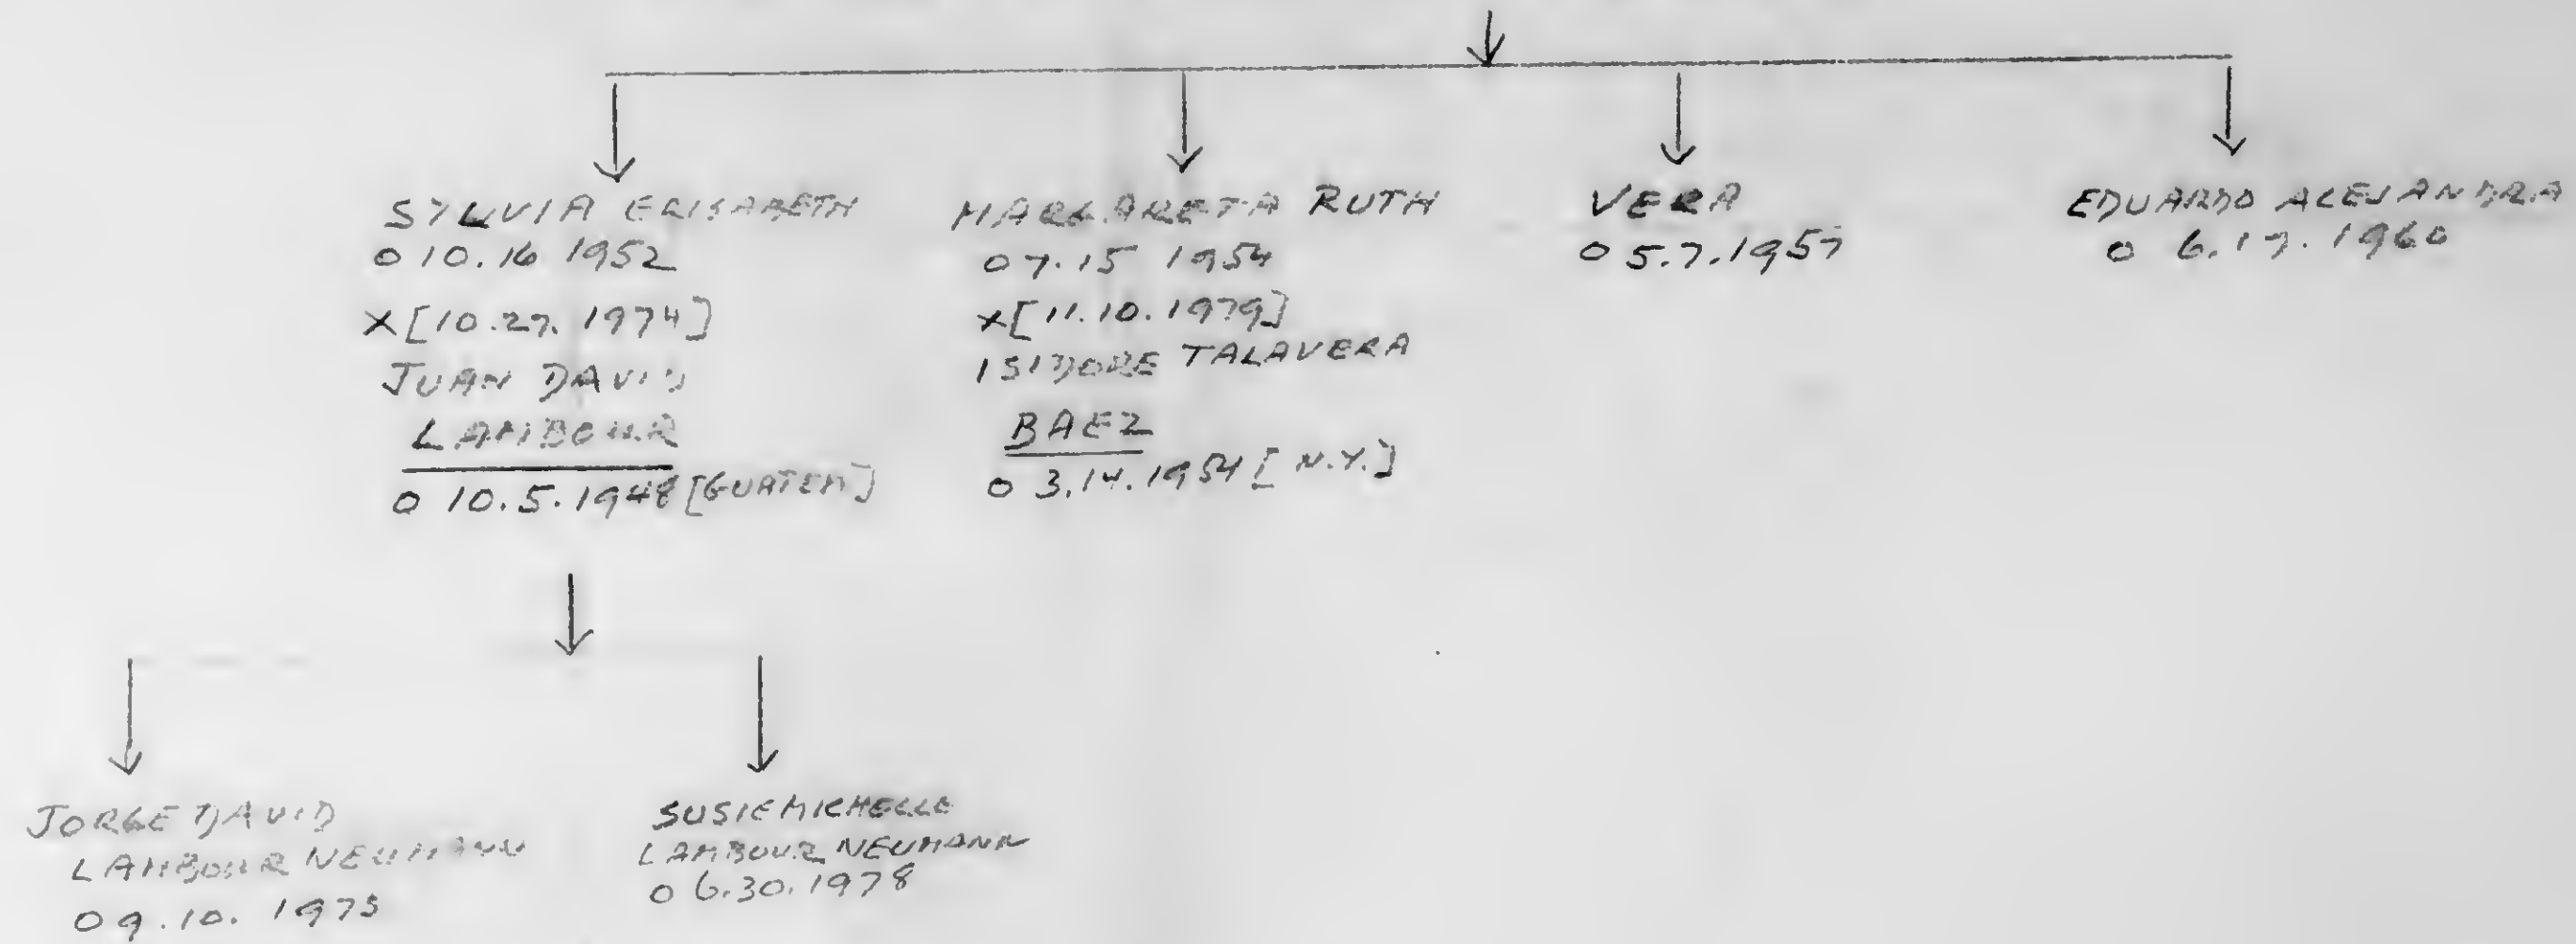 SYLVIA ELISABETH
o 10.16 1952
x [10.27.1974]
JUAN DAVID
LAMBOUR
o 10.5.1948 [GUATEM]
MARGARETA RUTH
o 7.15 1954
x [11.10.1979]
ISIDORE TALAVERA
BAEZ
o 3.14.1954 [N.Y.]
VERA
o 5.7.1957
EDUARDO ALEJANDRA
o 6.17.1960
JORGE DAVID
LAMBOUR NEUMANN
o 9.10.1975
SUSIE MICHELLE
LAMBOUR NEUMANN
o 6.30.1978